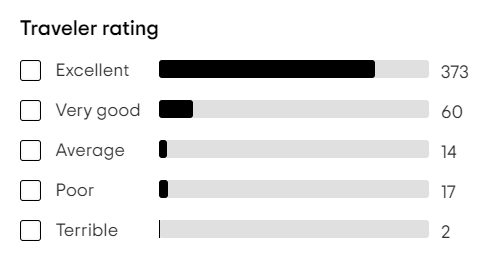 Traveler rating
Excellent 373
Very good 60
Average 14
Poor 17
Terrible 2